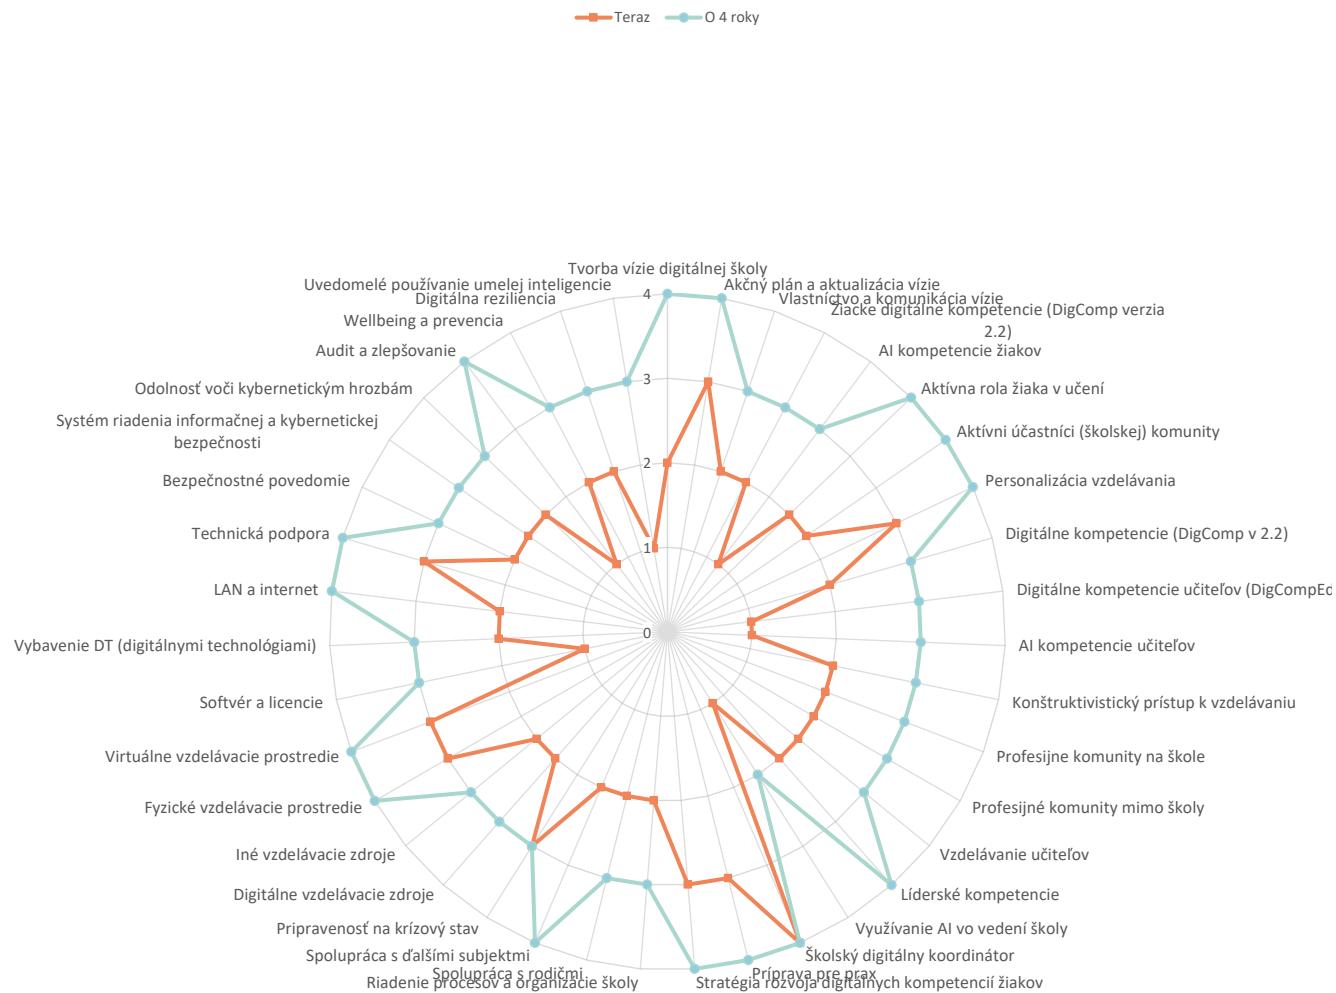 Teraz
O 4 roky
Tvorba vízie digitálnej školy
Akčný plán a aktualizácia vízie
Vlastníctvo a komunikácia vízie
Žiacke digitálne kompetencie (DigComp verzia
2.2)
AI kompetencie žiakov
Aktívna rola žiaka v učení
Aktívni účastníci (školskej) komunity
Personalizácia vzdelávania
Digitálne kompetencie (DigComp v 2.2)
Digitálne kompetencie učiteľov (DigCompEd
AI kompetencie učiteľov
Konštruktivistický prístup k vzdelávaniu
Profesijne komunity na škole
Profesijné komunity mimo školy
Vzdelávanie učiteľov
Líderské kompetencie
Využívanie AI vo vedení školy
Školský digitálny koordinátor
Príprava pre prax
Stratégia rozvoja digitálnych kompetencií žiakov
Riadenie procesov a organizácie školy
Spolupráca s rodičmi
Spolupráca s ďalšími subjektmi
Pripravenosť na krízový stav
Digitálne vzdelávacie zdroje
Iné vzdelávacie zdroje
Fyzické vzdelávacie prostredie
Virtuálne vzdelávacie prostredie
Softvér a licencie
Vybavenie DT (digitálnymi technológiami)
LAN a internet
Technická podpora
Bezpečnostné povedomie
Systém riadenia informačnej a kybernetickej
bezpečnosti
Odolnosť voči kybernetickým hrozbám
Audit a zlepšovanie
Wellbeing a prevencia
Digitálna reziliencia
Uvedomelé používanie umelej inteligencie
4
3
2
1
0